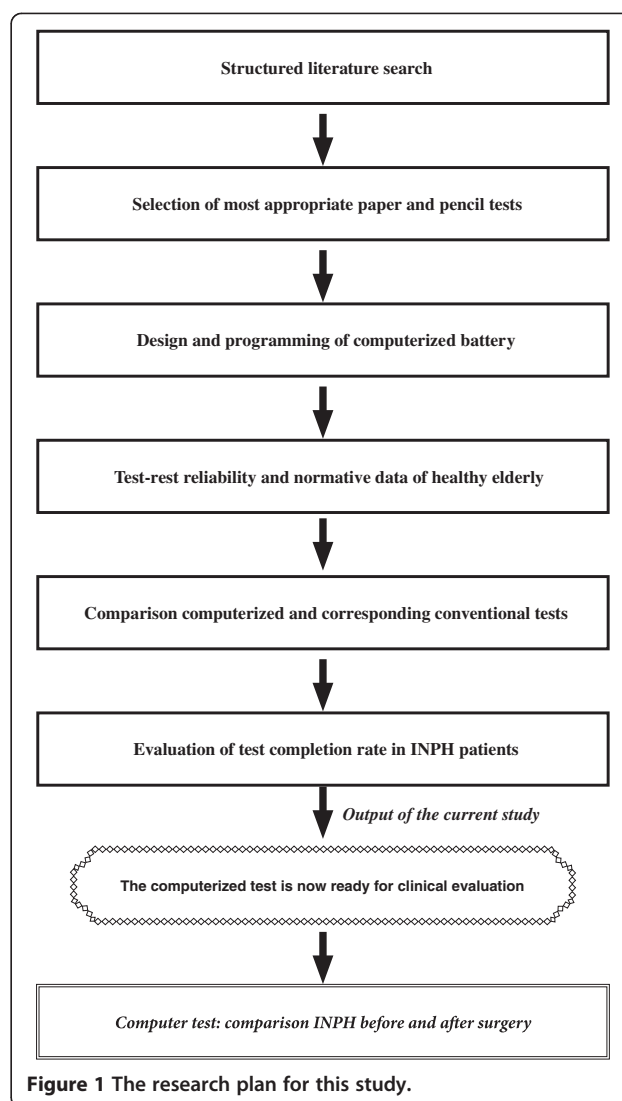 Structured literature search
Selection of most appropriate paper and pencil tests
Design and programming of computerized battery
Test-rest reliability and normative data of healthy elderly
Comparison computerized and corresponding conventional tests
Evaluation of test completion rate in INPH patients
Output of the current study
The computerized test is now ready for clinical evaluation
Computer test: comparison INPH before and after surgery
Figure 1 The research plan for this study.